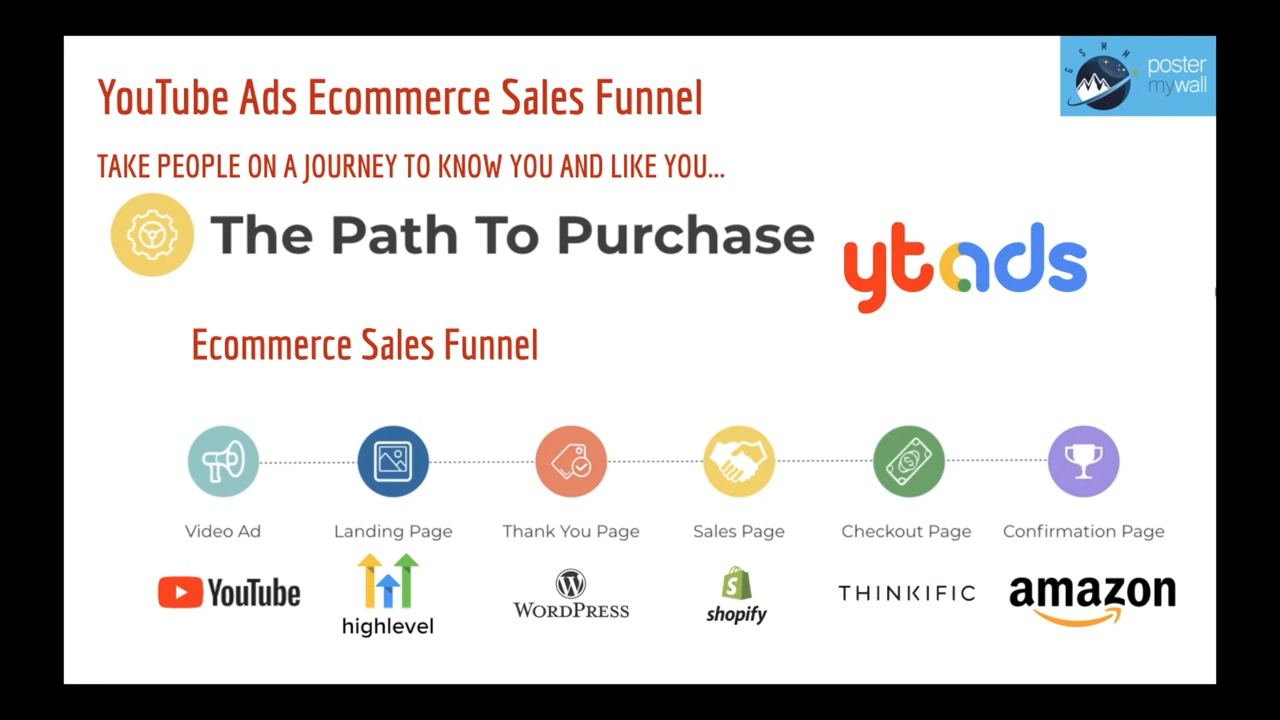 YouTube Ads Ecommerce Sales Funnel
GSMM
poster
mywall
TAKE PEOPLE ON A JOURNEY TO KNOW YOU AND LIKE YOU...
The Path To Purchase
ytads
Ecommerce Sales Funnel
Video Ad
Landing Page
Thank You Page
Sales Page
Checkout Page
Confirmation Page
YouTube
highlevel
WORDPRESS
shopify
THINKIFIC
amazon